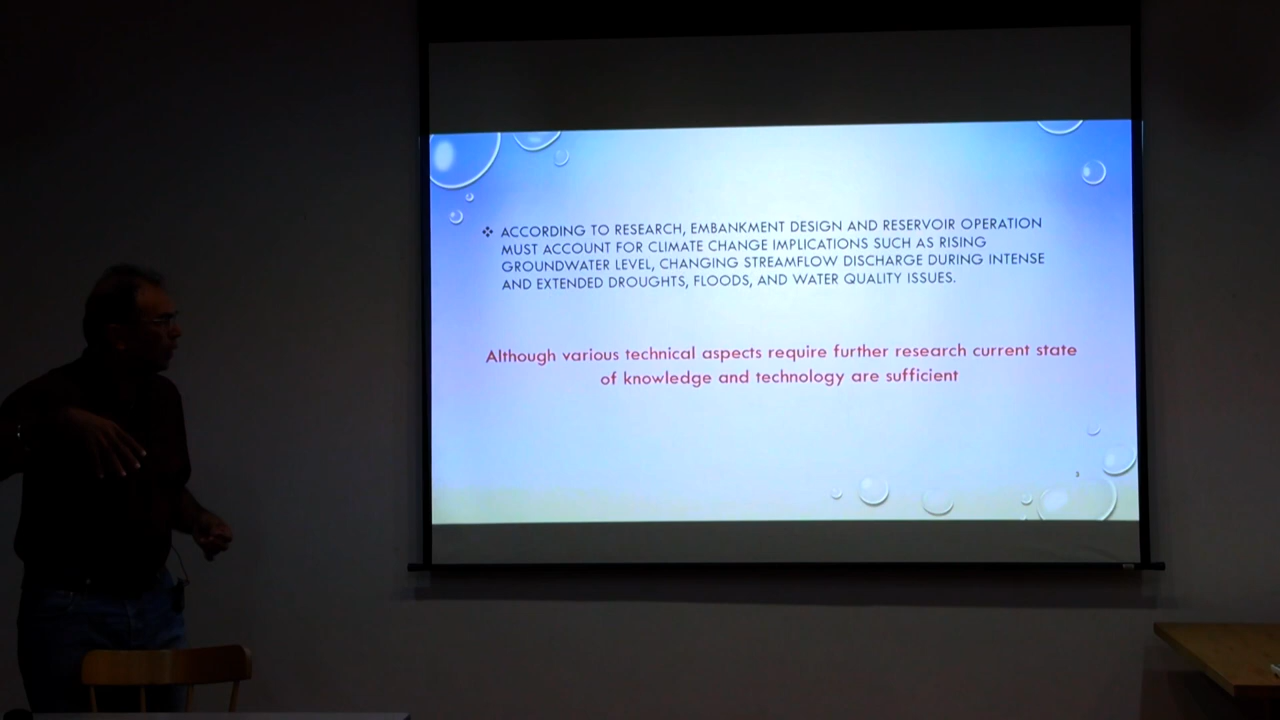 ❖ ACCORDING TO RESEARCH, EMBANKMENT DESIGN AND RESERVOIR OPERATION
MUST ACCOUNT FOR CLIMATE CHANGE IMPLICATIONS SUCH AS RISING
GROUNDWATER LEVEL, CHANGING STREAMFLOW DISCHARGE DURING INTENSE
AND EXTENDED DROUGHTS, FLOODS, AND WATER QUALITY ISSUES.
Although various technical aspects require further research current state
of knowledge and technology are sufficient
3